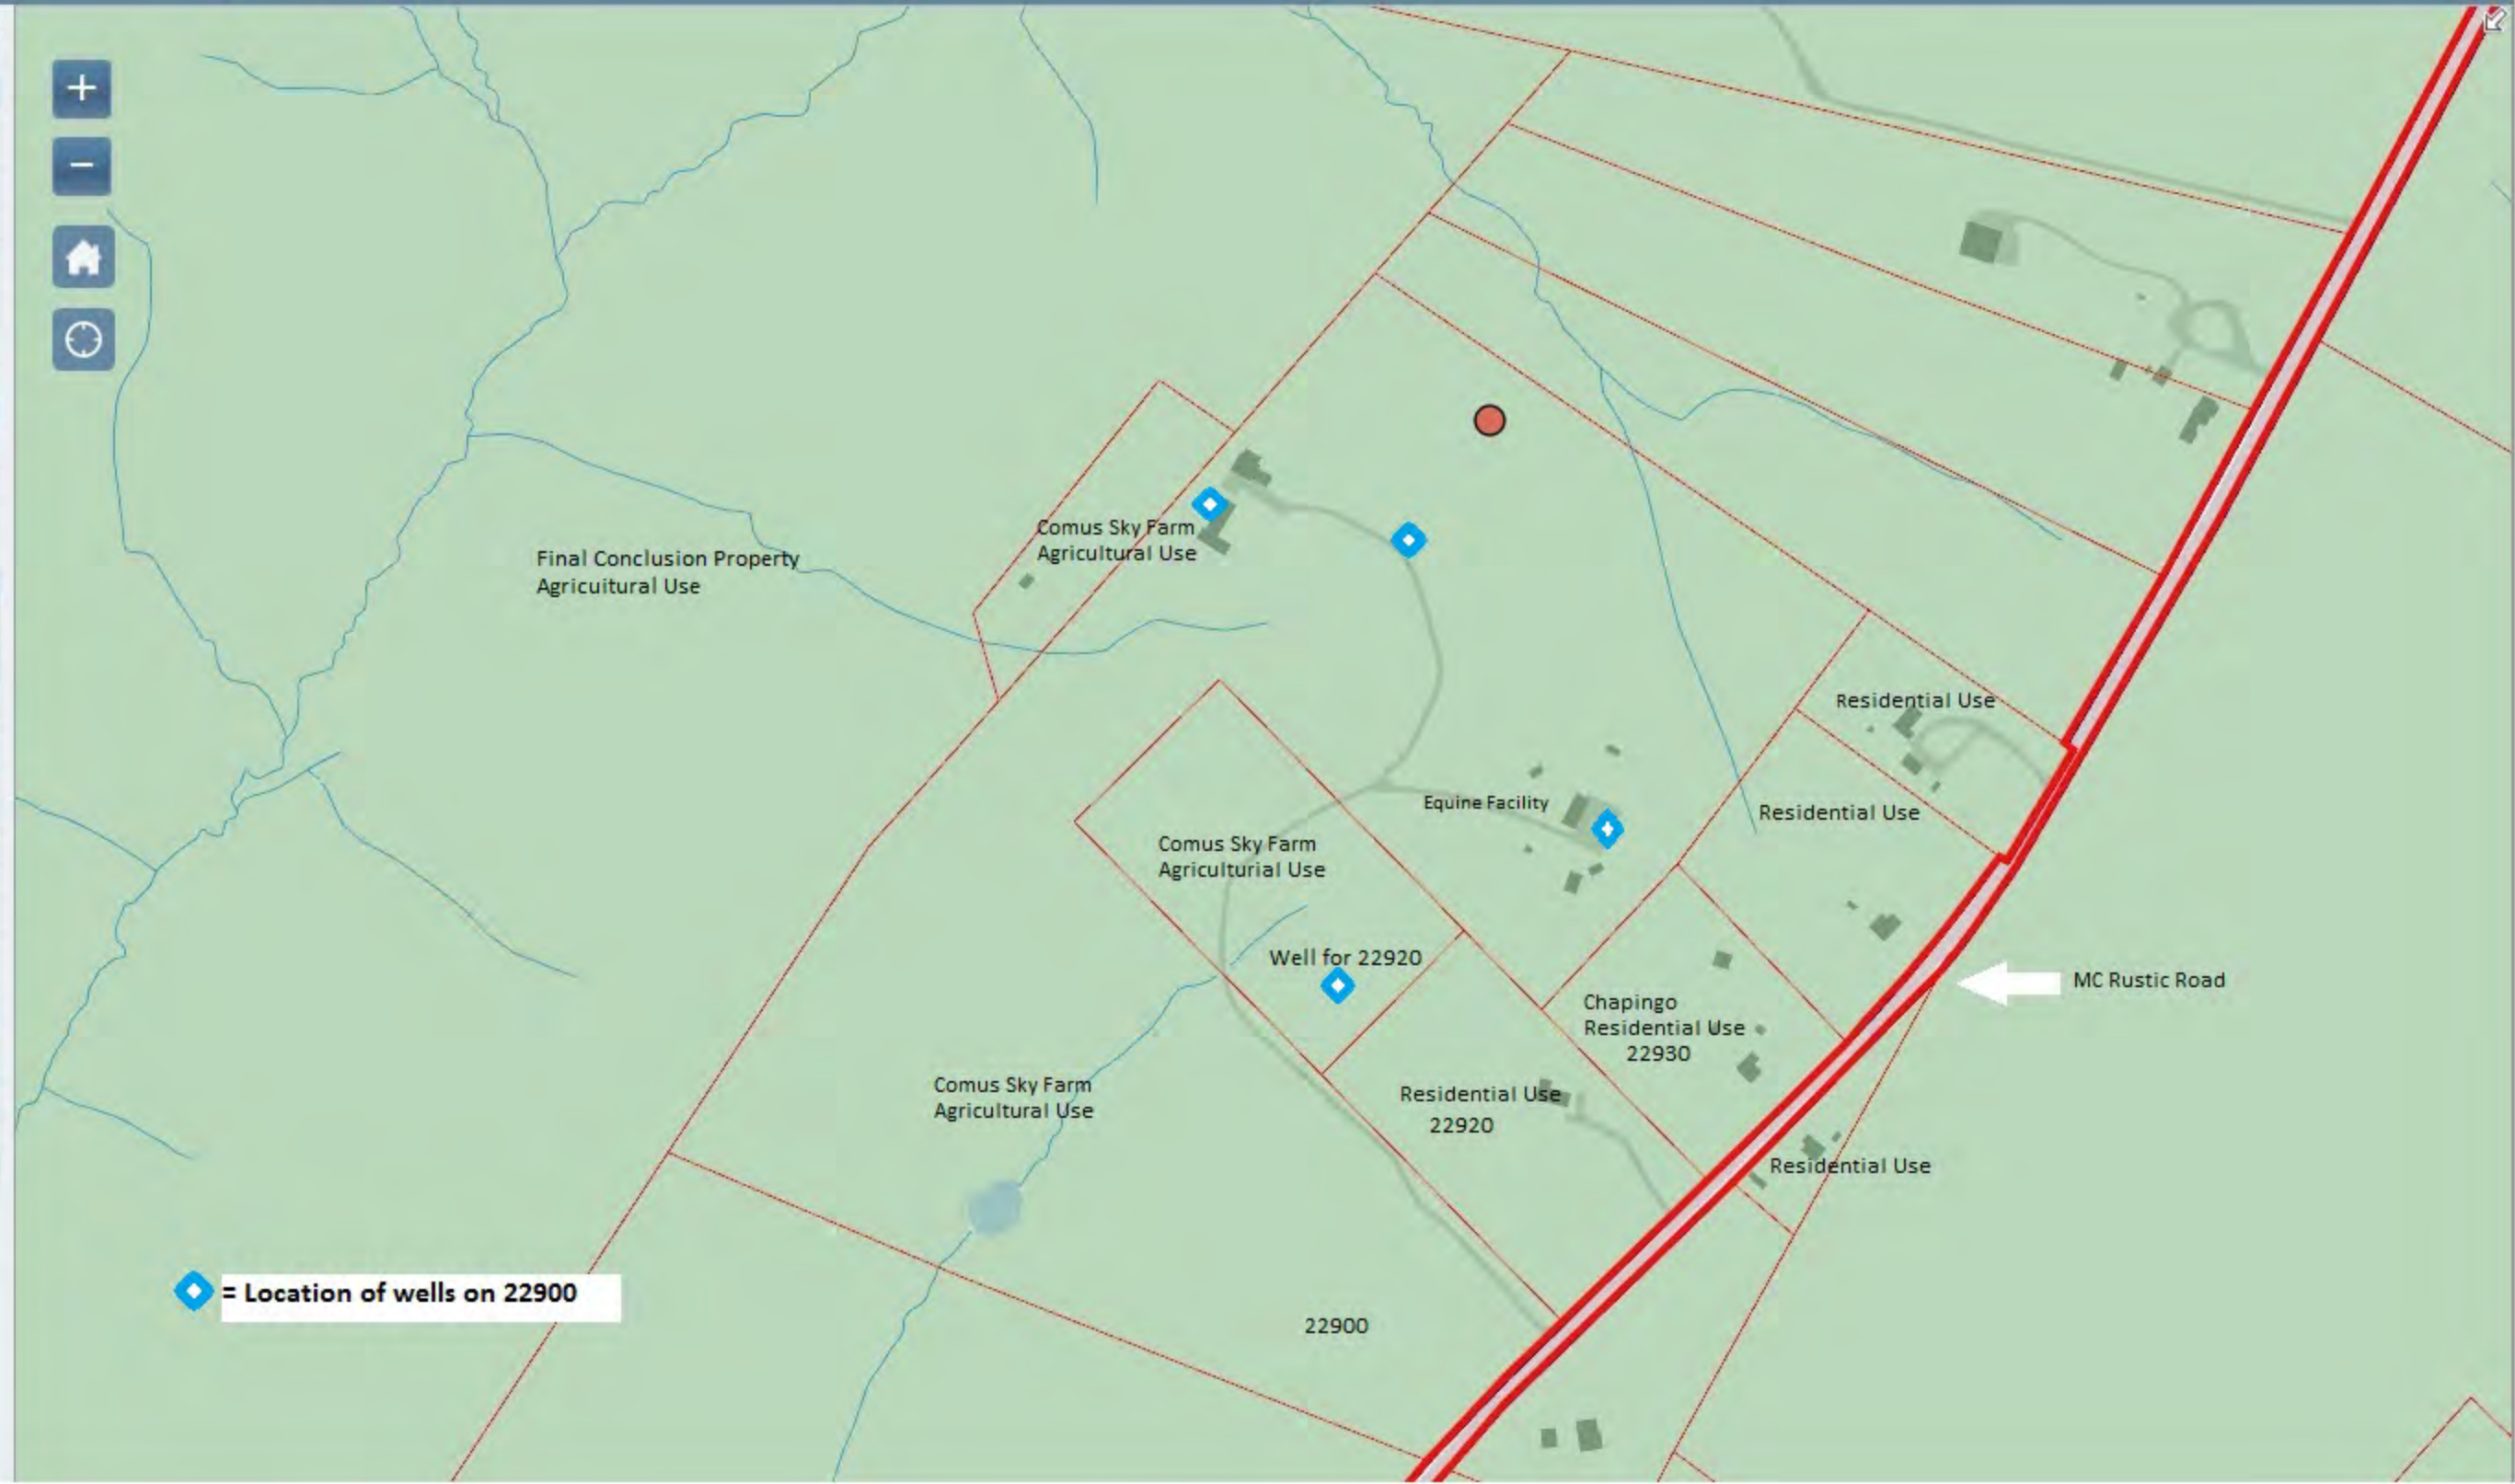 +
−
Comus Sky Farm
Agricultural Use
Final Conclusion Property
Agricuitural Use
Residential Use
Equine Facility
Residential Use
Comus Sky Farm
Agriculturial Use
Well for 22920
MC Rustic Road
Chapingo
Residential Use
22930
Comus Sky Farm
Agricultural Use
Residential Use
22920
Residential Use
= Location of wells on 22900
22900